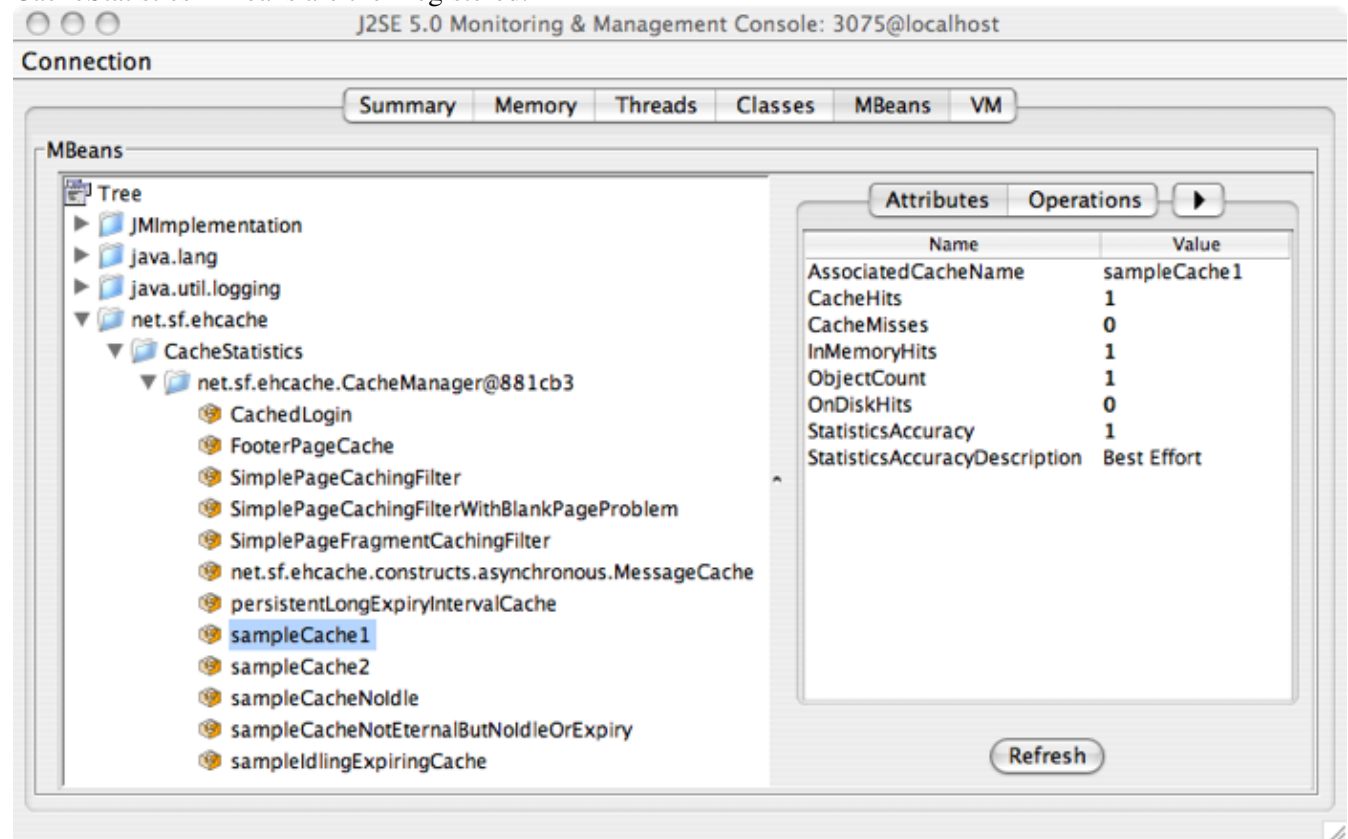 J2SE 5.0 Monitoring & Management Console: 3075@localhost
Connection
Summary Memory Threads Classes MBeans VM
MBeans
Tree
JMImplementation
java.lang
java.util.logging
net.sf.ehcache
CacheStatistics
net.sf.ehcache.CacheManager@881cb3
CachedLogin
FooterPageCache
SimplePageCachingFilter
SimplePageCachingFilterWithBlankPageProblem
SimplePageFragmentCachingFilter
net.sf.ehcache.constructs.asynchronous.MessageCache
persistentLongExpiryIntervalCache
sampleCache1
sampleCache2
sampleCacheNoIdle
sampleCacheNotEternalButNoIdleOrExpiry
sampleIdlingExpiringCache
Attributes Operations
Name Value
AssociatedCacheName sampleCache1
CacheHits 1
CacheMisses 0
InMemoryHits 1
ObjectCount 1
OnDiskHits 0
StatisticsAccuracy 1
StatisticsAccuracyDescription Best Effort
Refresh